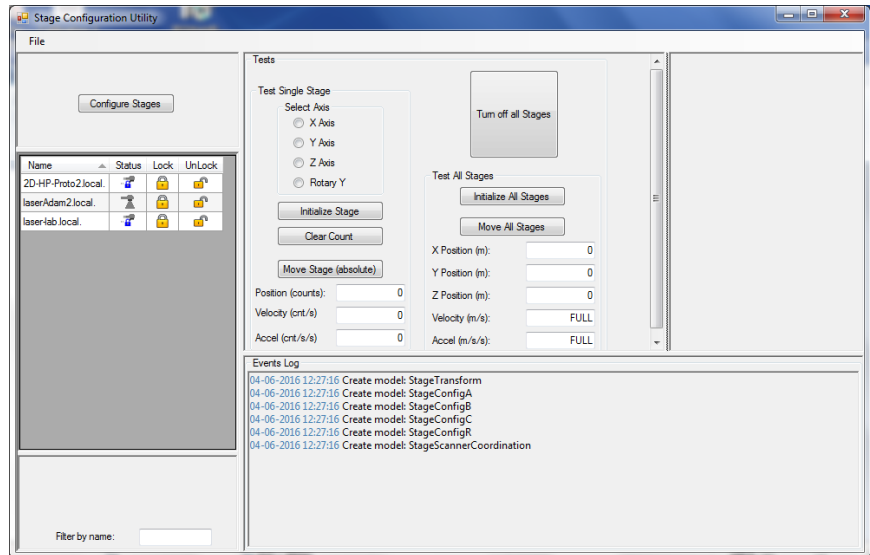 Stage Configuration Utility
File
Configure Stages
Name Status Lock UnLock
2D-HP-Proto2.local.
laserAdam2.local.
laser-lab.local.
Filter by name:
Tests
Test Single Stage
Select Axis
X Axis
Y Axis
Z Axis
Rotary Y
Initialize Stage
Clear Count
Move Stage (absolute)
Position (counts): 0
Velocity (cnt/s) 0
Accel (cnt/s/s) 0
Turn off all Stages
Test All Stages
Initialize All Stages
Move All Stages
X Position (m): 0
Y Position (m): 0
Z Position (m): 0
Velocity (m/s): FULL
Accel (m/s/s): FULL
Events Log
04-06-2016 12:27:16 Create model: StageTransform
04-06-2016 12:27:16 Create model: StageConfigA
04-06-2016 12:27:16 Create model: StageConfigB
04-06-2016 12:27:16 Create model: StageConfigC
04-06-2016 12:27:16 Create model: StageConfigR
04-06-2016 12:27:16 Create model: StageScannerCoordination